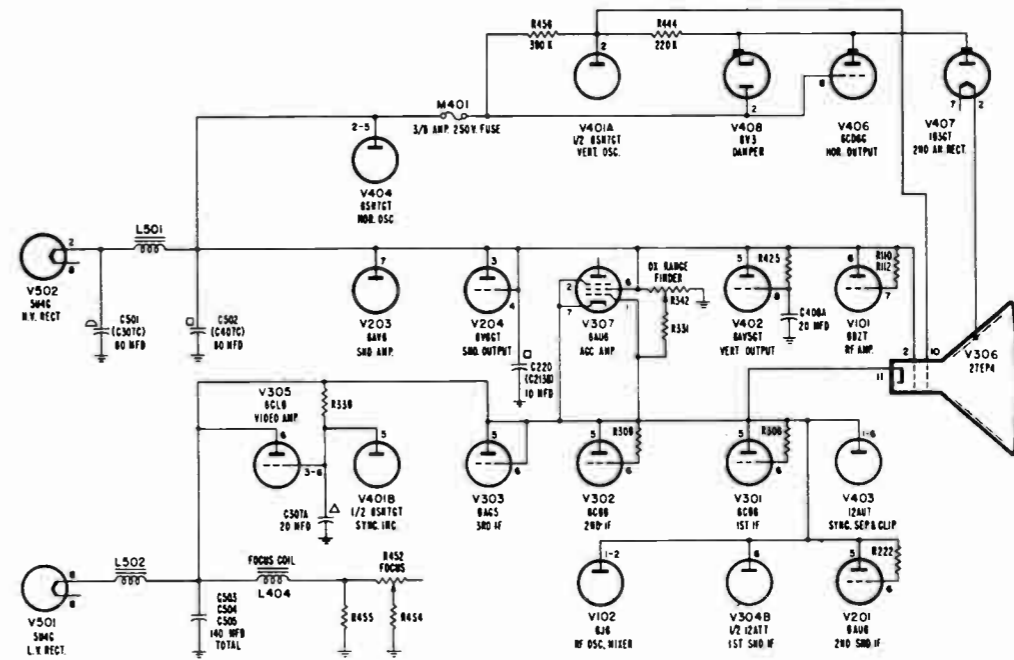 R456
390 K
R444
220 K
2
M401
3/8 AMP. 250V. FUSE
V401A
1/2 6SN7GT
VERT. OSC.
2
V408
6V3
DAMPER
8
V406
6CD6G
HOR. OUTPUT
7 2
V407
1B3GT
2ND AN. RECT.
2-5
V404
6SN7GT
HOR. OSC.
L501
2
8
V502
5U4G
H.V. RECT
C501
(C307C)
60 MFD
C502
(C407C)
60 MFD
7
V203
6AV6
SND AMP.
3
4
V204
6V6GT
SND. OUTPUT
C220
(C213B)
10 MFD
2
7
6
1
V307
6AU6
AGC AMP.
DX RANGE
FINDER
R342
R331
5
8
V402
6AV5GT
VERT OUTPUT
R425
C408A
20 MFD
6
7
V101
6BZ7
RF AMP.
R110
R112
2 10
11
V306
27EP4
V305
6CL6
VIDEO AMP
6
3-8
R339
5
V401B
1/2 6SN7GT
SYNC. INC.
C307A
20 MFD
5
6
V303
6AG5
3RD IF
5
6
R309
V302
6CB6
2ND IF
5
6
R306
V301
6CB6
1ST IF
1-6
V403
12AU7
SYNC. SEP & CLIP.
L502
FOCUS COIL
L404
R452
FOCUS
8
V501
5U4G
L.V. RECT.
C503
C504
C505
140 MFD
TOTAL
R455
R454
1-2
V102
6J6
RF OSC, MIXER
6
V304B
1/2 12AT7
1ST SND IF
5
6
R222
V201
6AU6
2ND SND. IF